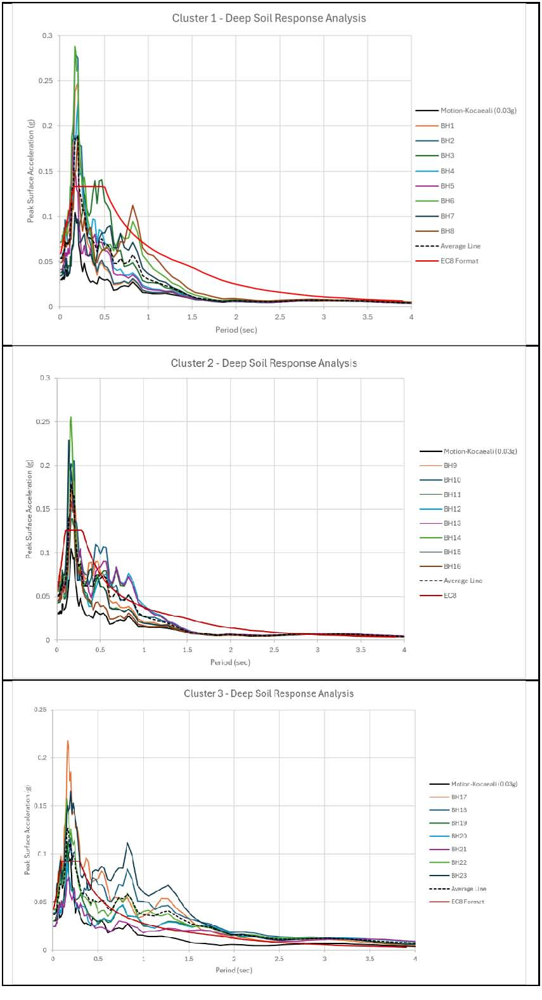 Cluster 1 - Deep Soil Response Analysis
0.3
0.25
0.2
0.15
0.1
0.05
0
Peak Surface Acceleration (g)
0 0.5 1 1.5 2 2.5 3 3.5 4
Period (sec)
Motion-Kocaeali (0.03g)
BH1
BH2
BH3
BH4
BH5
BH6
BH7
BH8
Average Line
EC8 Format
Cluster 2 - Deep Soil Response Analysis
0.3
0.25
0.2
0.15
0.1
0.05
0
Peak Surface Acceleration (g)
0 0.5 1 1.5 2 2.5 3 3.5 4
Period (sec)
Motion-Kocaeali (0.03g)
BH9
BH10
BH11
BH12
BH13
BH14
BH15
BH16
Average Line
EC8
Cluster 3 - Deep Soil Response Analysis
0.25
0.2
0.15
0.1
0.05
0
Peak Surface Acceleration (g)
0 0.5 1 1.5 2 2.5 3 3.5 4
Period (sec)
Motion-Kocaeali (0.03g)
BH17
BH18
BH19
BH20
BH21
BH22
BH23
Average Line
EC8 Format